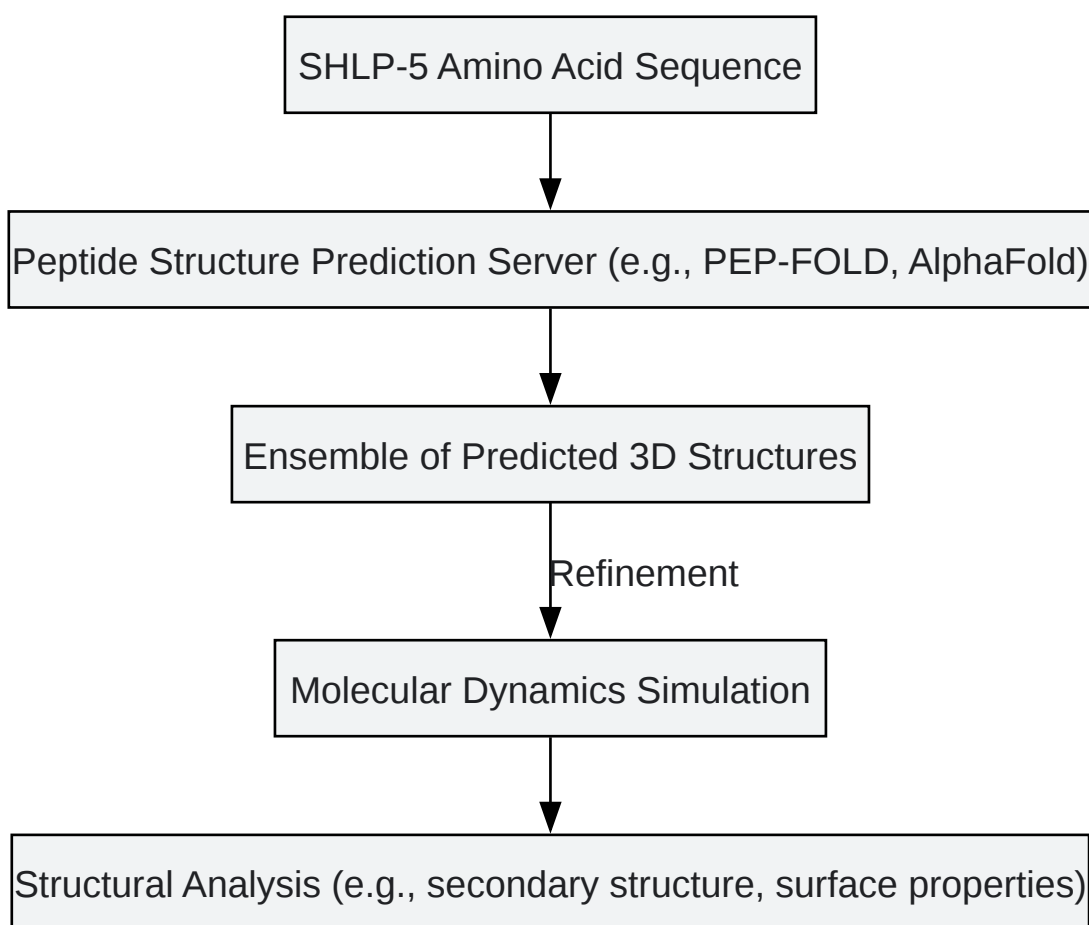 SHLP-5 Amino Acid Sequence
Peptide Structure Prediction Server (e.g., PEP-FOLD, AlphaFold)
Ensemble of Predicted 3D Structures
Refinement
Molecular Dynamics Simulation
Structural Analysis (e.g., secondary structure, surface properties)